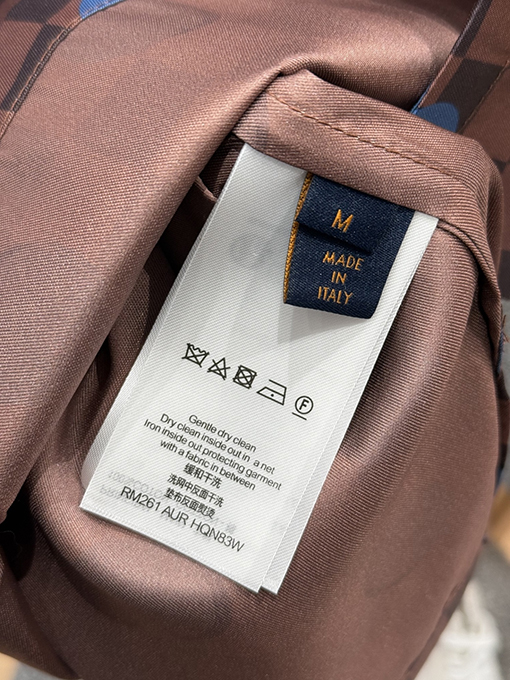 M
MADE
IN
ITALY
F
Gentle dry clean
Dry clean inside out in a net
Iron inside out protecting garment
with a fabric in between
缓和干洗
洗网中反面干洗
垫布反面熨烫
RM261 AUR HQN83W